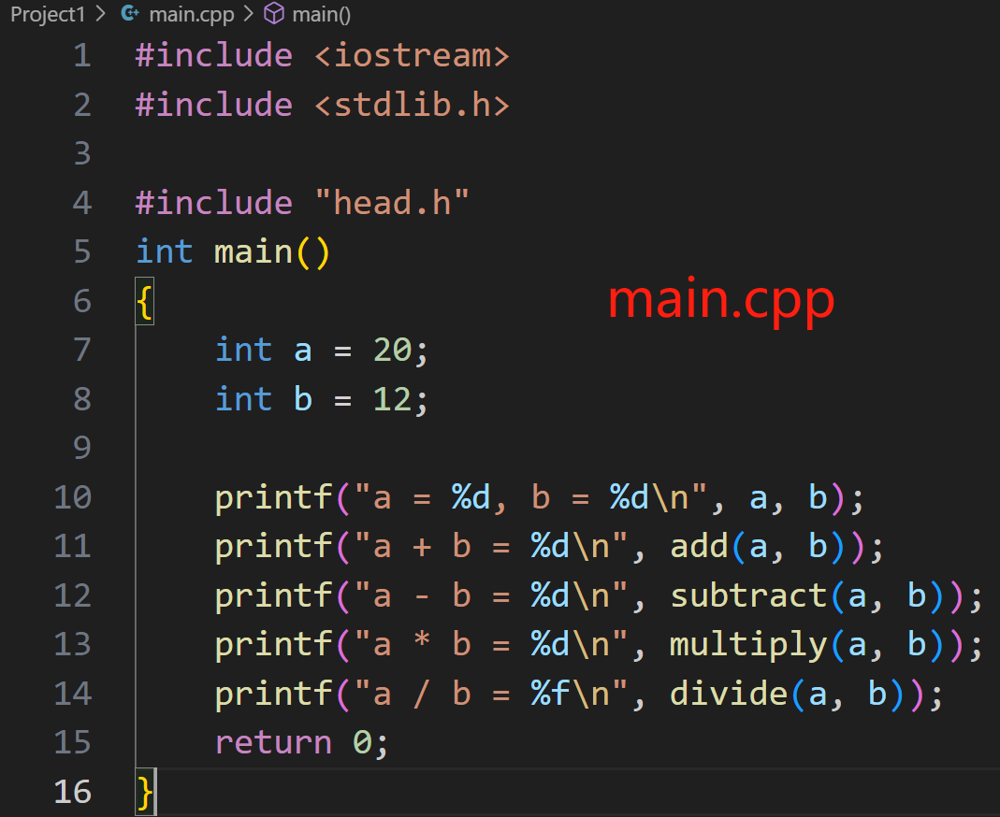 Project1 > main.cpp > main()
1 #include <iostream>
2 #include <stdlib.h>
3
4 #include "head.h"
5 int main()
6 {
main.cpp
7     int a = 20;
8     int b = 12;
9
10     printf("a = %d, b = %d\n", a, b);
11     printf("a + b = %d\n", add(a, b));
12     printf("a - b = %d\n", subtract(a, b));
13     printf("a * b = %d\n", multiply(a, b));
14     printf("a / b = %f\n", divide(a, b));
15     return 0;
16 }